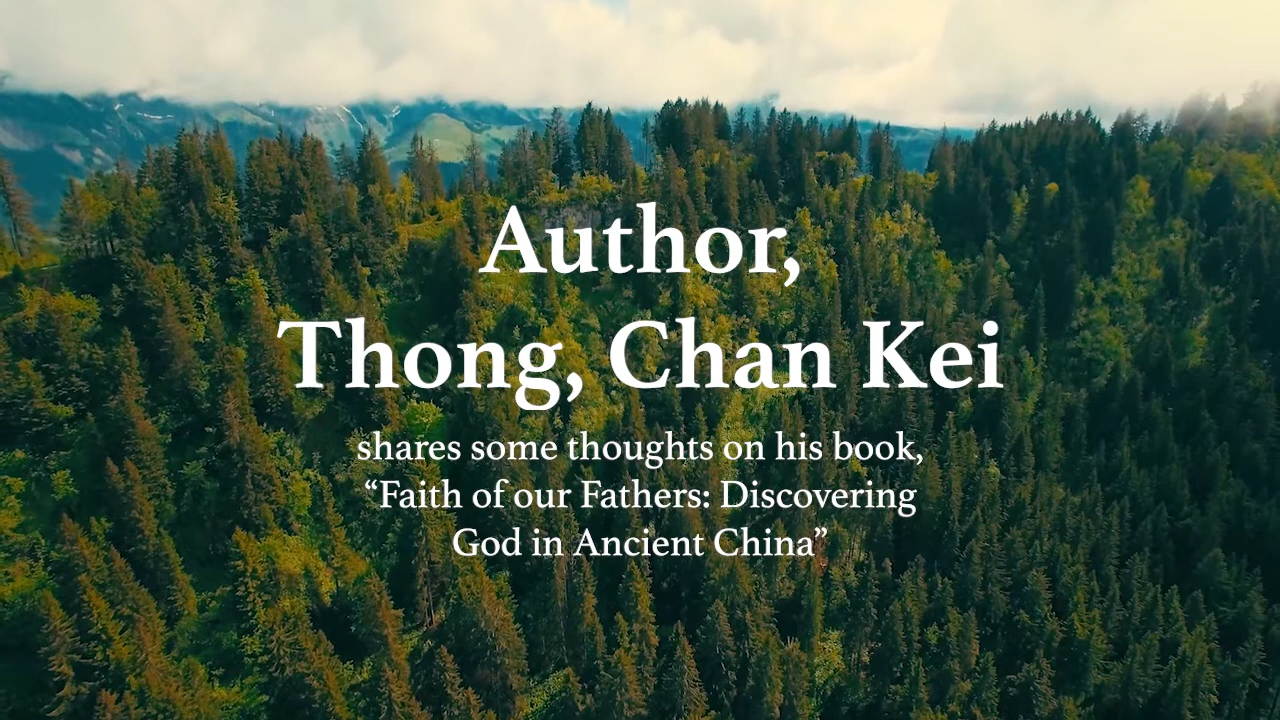 Author,
Thong, Chan Kei
shares some thoughts on his book,
“Faith of our Fathers: Discovering
God in Ancient China”